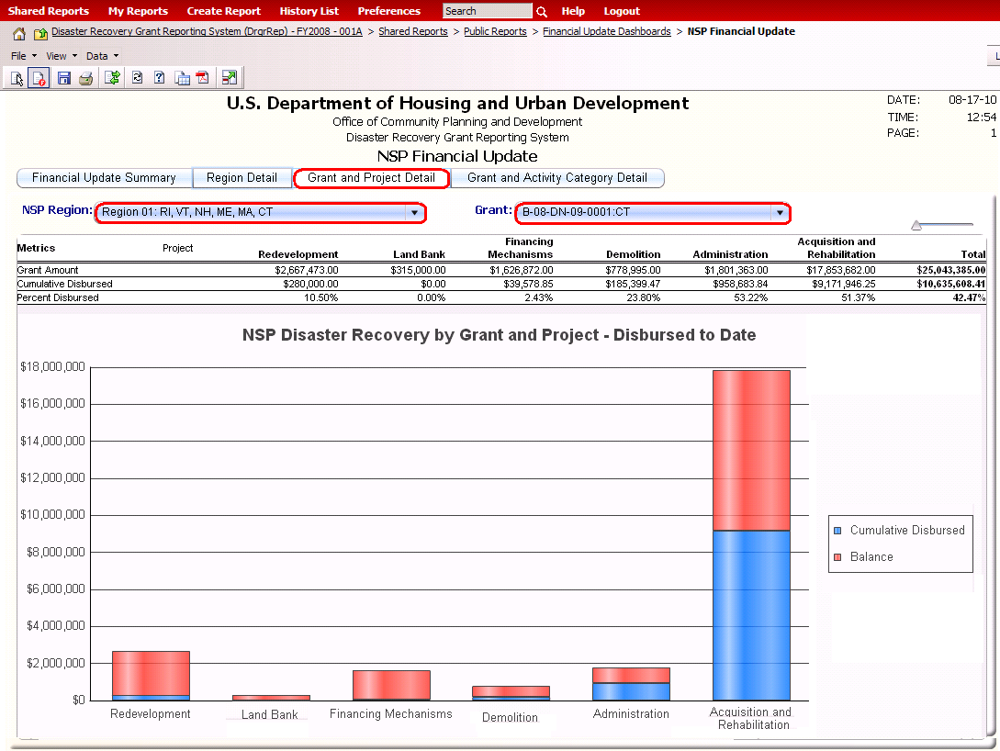 Shared Reports My Reports Create Report History List Preferences Search Help Logout
Disaster Recovery Grant Reporting System (DrgrRep) - FY2008 - 001A > Shared Reports > Public Reports > Financial Update Dashboards > NSP Financial Update
File View Data
L
U.S. Department of Housing and Urban Development
Office of Community Planning and Development
Disaster Recovery Grant Reporting System
NSP Financial Update
DATE: 08-17-10
TIME: 12:54
PAGE: 1
Financial Update Summary Region Detail Grant and Project Detail Grant and Activity Category Detail
NSP Region: Region 01: RI, VT, NH, ME, MA, CT Grant: B-08-DN-09-0001:CT
Metrics Project Redevelopment Land Bank Financing Mechanisms Demolition Administration Acquisition and Rehabilitation Total
Grant Amount $2,667,473.00 $315,000.00 $1,626,872.00 $778,995.00 $1,801,363.00 $17,853,682.00 $25,043,385.00
Cumulative Disbursed $280,000.00 $0.00 $39,578.85 $185,399.47 $958,683.84 $9,171,946.25 $10,635,608.41
Percent Disbursed 10.50% 0.00% 2.43% 23.80% 53.22% 51.37% 42.47%
NSP Disaster Recovery by Grant and Project - Disbursed to Date
$18,000,000
$16,000,000
$14,000,000
$12,000,000
$10,000,000
$8,000,000
$6,000,000
$4,000,000
$2,000,000
$0
Redevelopment Land Bank Financing Mechanisms Demolition Administration Acquisition and Rehabilitation
Cumulative Disbursed
Balance